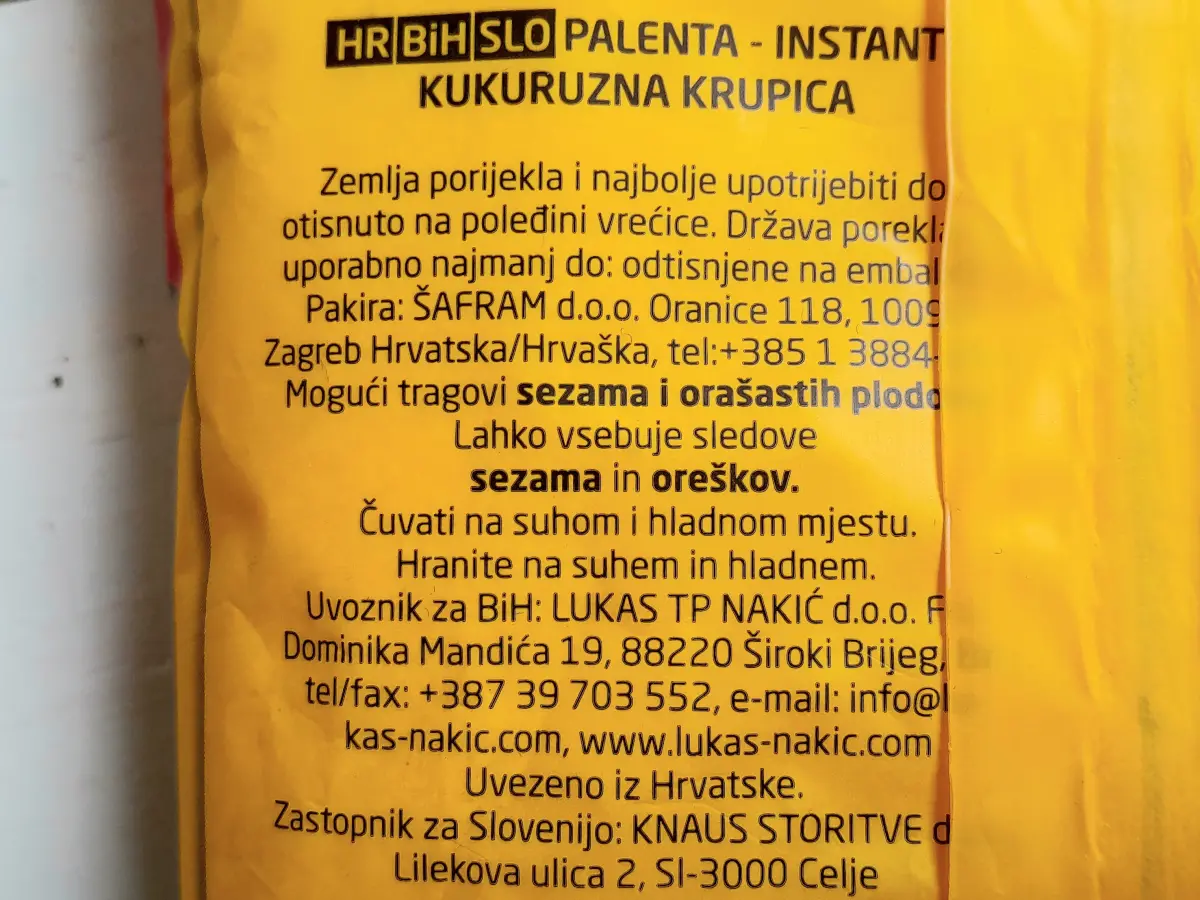 HR BiH SLO PALENTA - INSTANT
KUKURUZNA KRUPICA
Zemlja porijekla i najbolje upotrijebiti do
otisnuto na poleđini vrećice. Država
uporabno najmanj do: odtisnjene na
Pakira: ŠAFRAM d.o.o. Oranice 118,
Zagreb Hrvatska/Hrvaška, tel:+385 1 3884
Mogući tragovi sezama i orašastih
Lahko vsebuje sledove
sezama in oreškov.
Čuvati na suhom i hladnom mjestu.
Hranite na suhem in hladnem.
Uvoznik za BiH: LUKAS TP NAKIĆ d.o.o.
Dominika Mandića 19, 88220 Široki Brijeg,
tel/fax: +387 39 703 552, e-mail: info@
kas-nakic.com, www.lukas-nakic.com
Uvezeno iz Hrvatske.
Zastopnik za Slovenijo: KNAUS STORITVE
Lilekova ulica 2, SI-3000 Celje